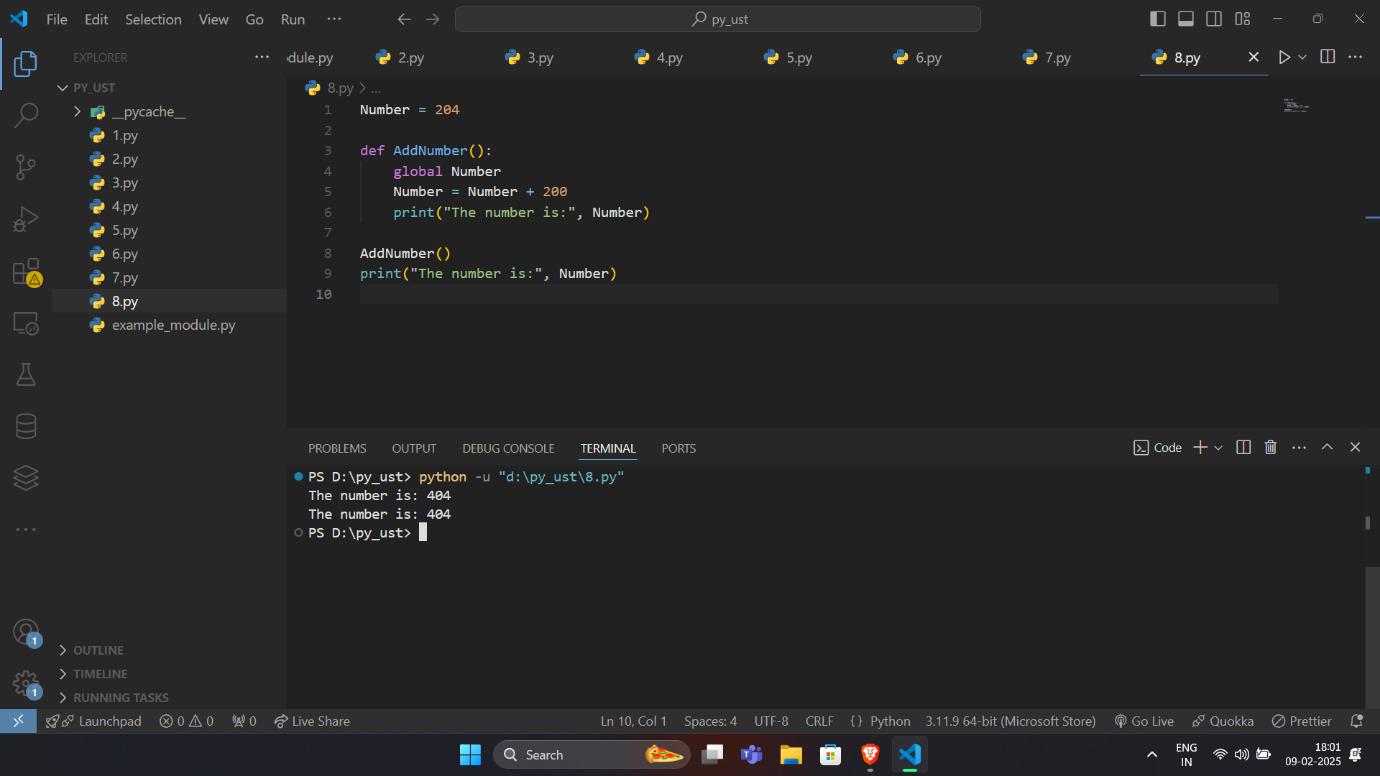 File Edit Selection View Go Run ··· py_ust
EXPLORER ···
dule.py 2.py 3.py 4.py 5.py 6.py 7.py 8.py
PY_UST
__pycache__
1.py
2.py
3.py
4.py
5.py
6.py
7.py
8.py
example_module.py
8.py > ...
1 Number = 204
2
3 def AddNumber():
4 global Number
5 Number = Number + 200
6 print("The number is:", Number)
7
8 AddNumber()
9 print("The number is:", Number)
10
PROBLEMS OUTPUT DEBUG CONSOLE TERMINAL PORTS Code
PS D:\py_ust> python -u "d:\py_ust\8.py"
The number is: 404
The number is: 404
PS D:\py_ust>
1
1
OUTLINE
TIMELINE
RUNNING TASKS
Launchpad 0 0 0 Live Share Ln 10, Col 1 Spaces: 4 UTF-8 CRLF {} Python 3.11.9 64-bit (Microsoft Store) Go Live Quokka Prettier
Search
ENG
IN
18:01
09-02-2025